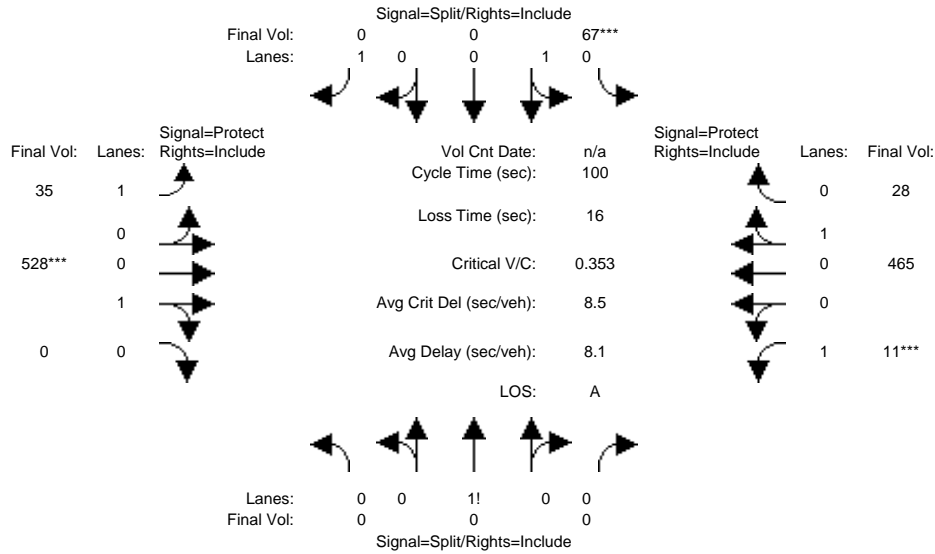 Signal=Split/Rights=Include
Final Vol: 0 0 67***
Lanes: 1 0 0 1 0
Signal=Protect Signal=Protect
Final Vol: Lanes: Rights=Include Vol Cnt Date: n/a Rights=Include Lanes: Final Vol:
Cycle Time (sec): 100
35 1 0 28
Loss Time (sec): 16
0 1
528*** 0 Critical V/C: 0.353 0 465
1 Avg Crit Del (sec/veh): 8.5 0
0 0 Avg Delay (sec/veh): 8.1 1 11***
LOS: A
Lanes: 0 0 1! 0 0
Final Vol: 0 0 0
Signal=Split/Rights=Include